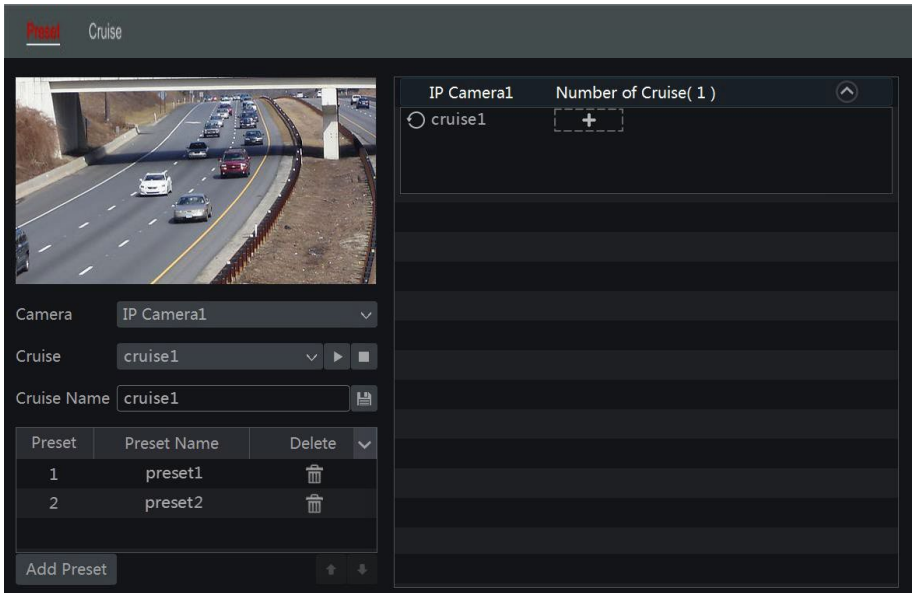 Preset Cruise
IP Camera1 Number of Cruise( 1 )
cruise1
Camera IP Camera1
Cruise cruise1
Cruise Name cruise1
Preset Preset Name Delete
1 preset1
2 preset2
Add Preset